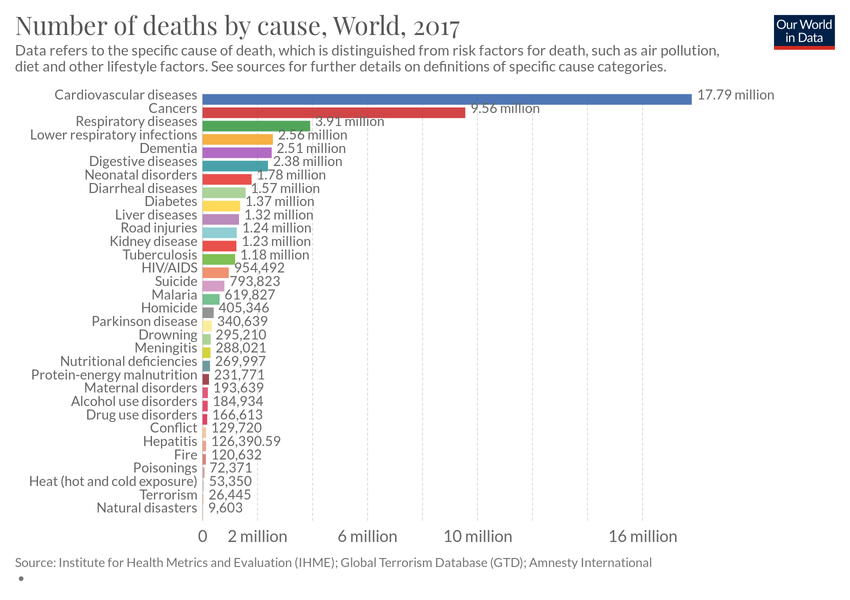 Number of deaths by cause, World, 2017
Our World
in Data
Data refers to the specific cause of death, which is distinguished from risk factors for death, such as air pollution,
diet and other lifestyle factors. See sources for further details on definitions of specific cause categories.
Cardiovascular diseases 17.79 million
Cancers 9.56 million
Respiratory diseases 3.91 million
Lower respiratory infections 2.56 million
Dementia 2.51 million
Digestive diseases 2.38 million
Neonatal disorders 1.78 million
Diarrheal diseases 1.57 million
Diabetes 1.37 million
Liver diseases 1.32 million
Road injuries 1.24 million
Kidney disease 1.23 million
Tuberculosis 1.18 million
HIV/AIDS 954,492
Suicide 793,823
Malaria 619,827
Homicide 405,346
Parkinson disease 340,639
Drowning 295,210
Meningitis 288,021
Nutritional deficiencies 269,997
Protein-energy malnutrition 231,771
Maternal disorders 193,639
Alcohol use disorders 184,934
Drug use disorders 166,613
Conflict 129,720
Hepatitis 126,390.59
Fire 120,632
Poisonings 72,371
Heat (hot and cold exposure) 53,350
Terrorism 26,445
Natural disasters 9,603
0 2 million 6 million 10 million 16 million
Source: Institute for Health Metrics and Evaluation (IHME); Global Terrorism Database (GTD); Amnesty International
•